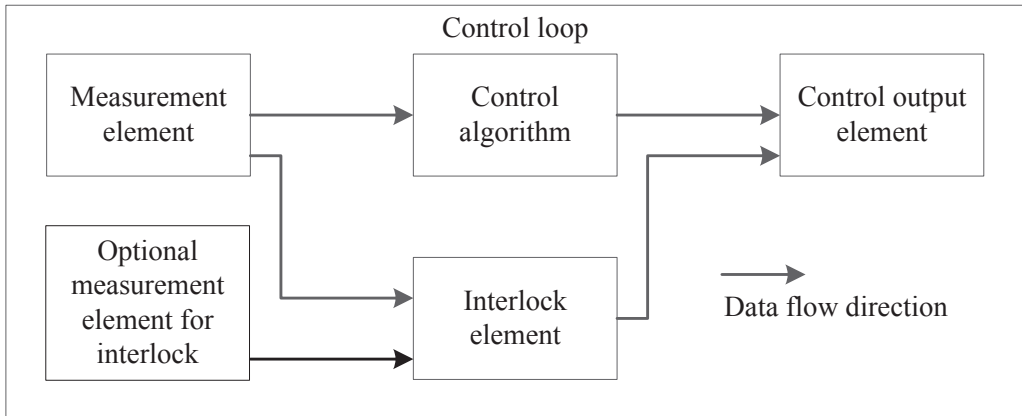 Control loop
Measurement
element
Control
algorithm
Control output
element
Optional
measurement
element for
interlock
Interlock
element
Data flow direction